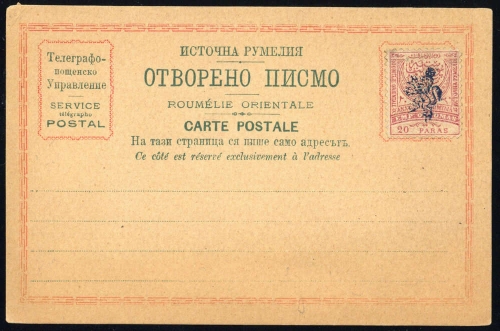 Телеграфо-
пощенско
Управление
SERVICE
télégrapho
POSTAL
ИСТОЧНА РУМЕЛИЯ
ОТВОРЕНО ПИСМО
ROUMÉLIE ORIENTALE
CARTE POSTALE
На тази страница ся пише само адресътъ.
Ce côté est réservé exclusivement à l'adresse
20 PARAS